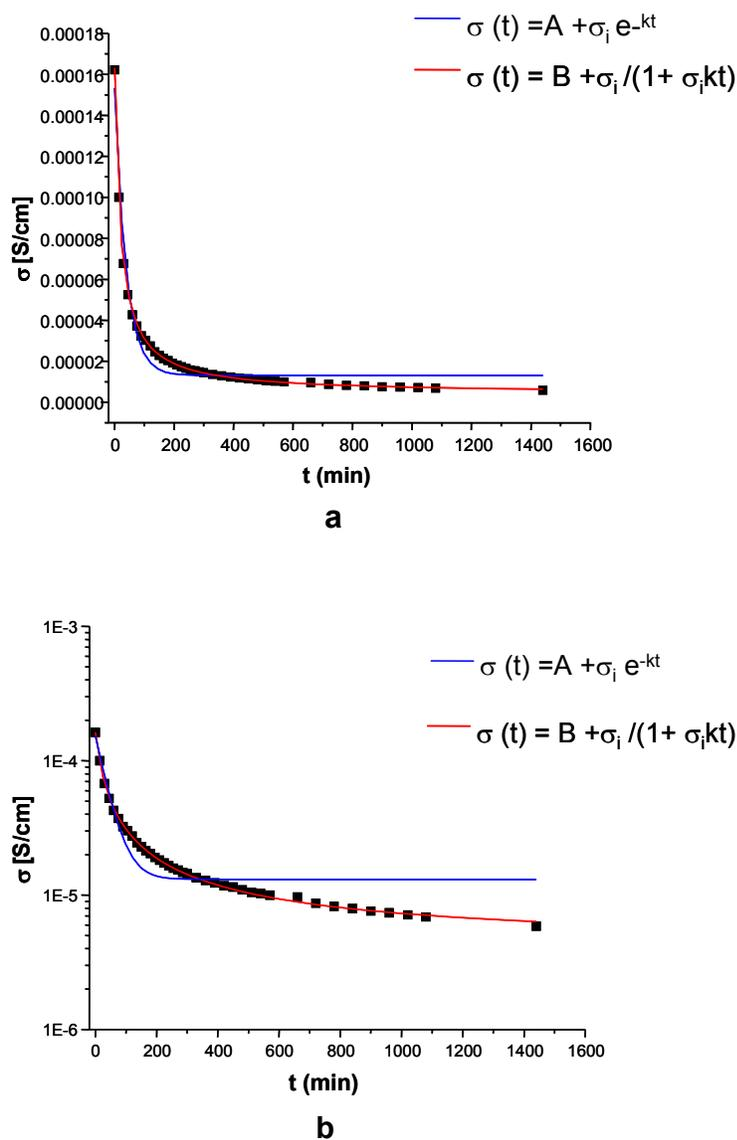 σ (t) =A +σi e-kt
σ (t) = B +σi /(1+ σikt)
0.00018
0.00016
0.00014
0.00012
0.00010
0.00008
0.00006
0.00004
0.00002
0.00000
σ [S/cm]
0 200 400 600 800 1000 1200 1400 1600
t (min)
a
σ (t) =A +σi e-kt
σ (t) = B +σi /(1+ σikt)
1E-3
1E-4
1E-5
1E-6
σ [S/cm]
0 200 400 600 800 1000 1200 1400 1600
t (min)
b